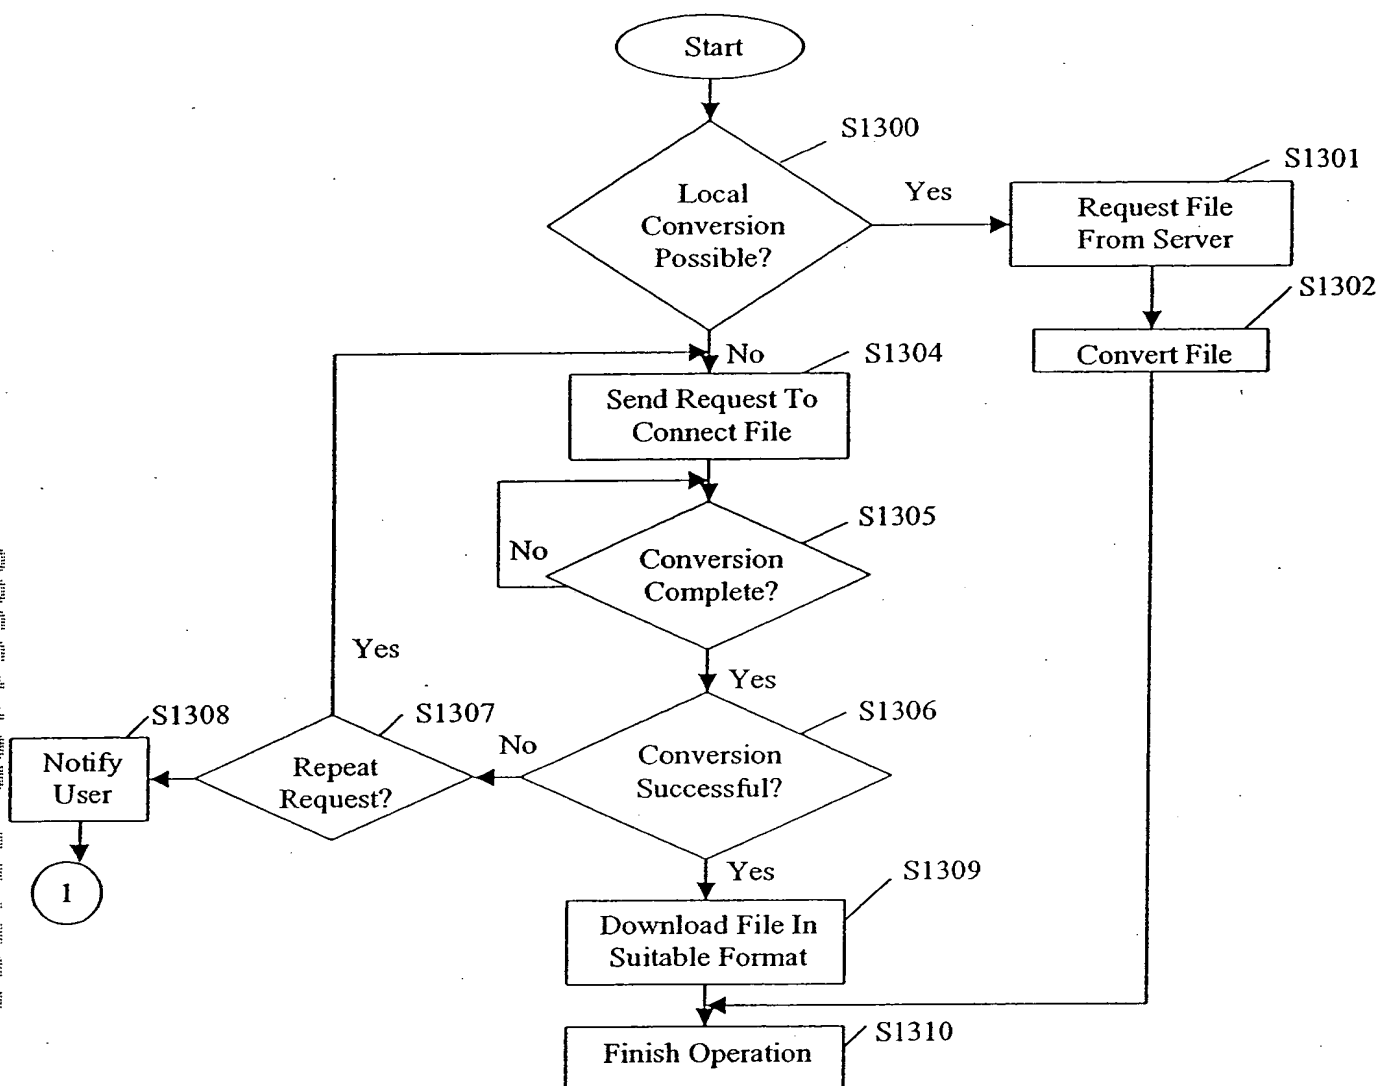 Start
S1300
Local
Conversion
Possible?
Yes
S1301
Request File
From Server
S1302
Convert File
No
S1304
Send Request To
Connect File
S1305
No
Conversion
Complete?
Yes
Yes
S1306
Conversion
Successful?
No
S1307
Repeat
Request?
S1308
Notify
User
1
Yes
S1309
Download File In
Suitable Format
S1310
Finish Operation